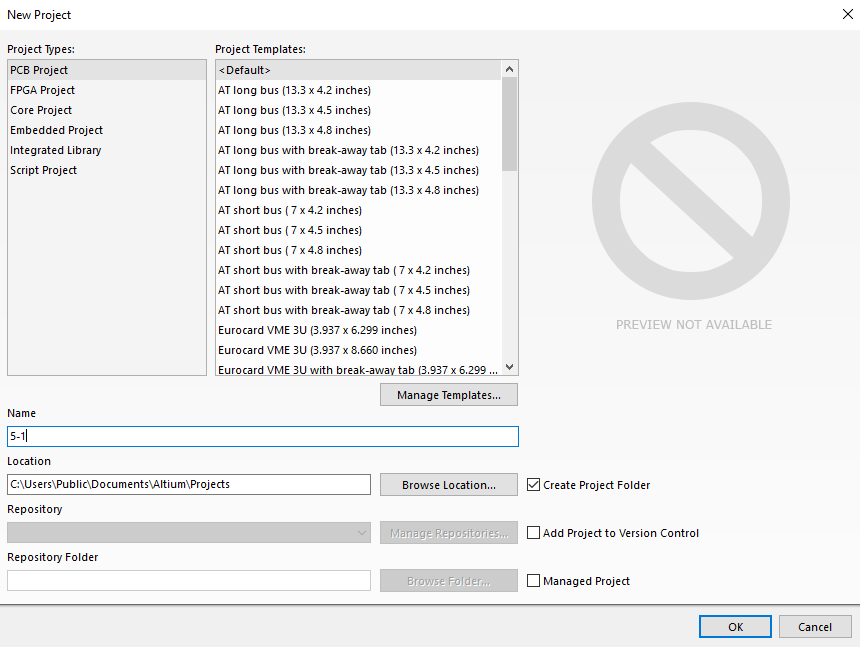 New Project
Project Types:
Project Templates:
PCB Project
FPGA Project
Core Project
Embedded Project
Integrated Library
Script Project
<Default>
AT long bus (13.3 x 4.2 inches)
AT long bus (13.3 x 4.5 inches)
AT long bus (13.3 x 4.8 inches)
AT long bus with break-away tab (13.3 x 4.2 inches)
AT long bus with break-away tab (13.3 x 4.5 inches)
AT long bus with break-away tab (13.3 x 4.8 inches)
AT short bus ( 7 x 4.2 inches)
AT short bus ( 7 x 4.5 inches)
AT short bus ( 7 x 4.8 inches)
AT short bus with break-away tab ( 7 x 4.2 inches)
AT short bus with break-away tab ( 7 x 4.5 inches)
AT short bus with break-away tab ( 7 x 4.8 inches)
Eurocard VME 3U (3.937 x 6.299 inches)
Eurocard VME 3U (3.937 x 8.660 inches)
Eurocard VME 3U with break-away tab (3.937 x 6.299 ...
PREVIEW NOT AVAILABLE
Manage Templates...
Name
5-1
Location
C:\Users\Public\Documents\Altium\Projects
Browse Location...
Create Project Folder
Repository
Manage Repositories...
Add Project to Version Control
Repository Folder
Browse Folder...
Managed Project
OK
Cancel